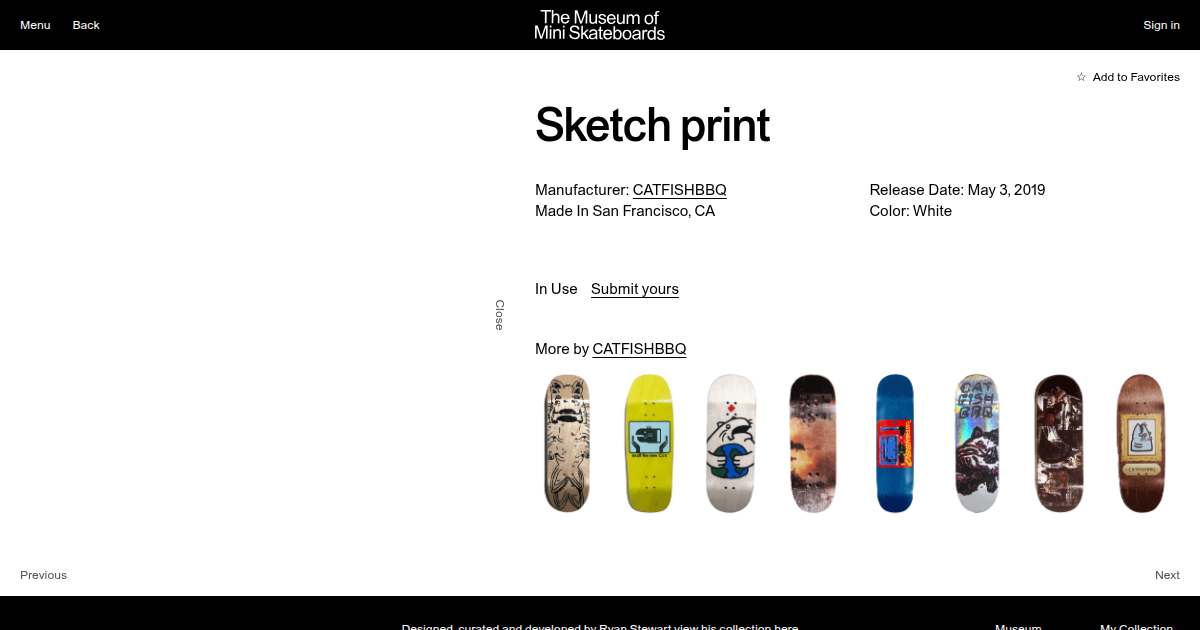 Menu
Back
The Museum of
Mini Skateboards
Sign in
☆ Add to Favorites
Sketch print
Manufacturer: CATFISHBBQ
Made In San Francisco, CA
Release Date: May 3, 2019
Color: White
In Use
Submit yours
Close
More by CATFISHBBQ
CAT
FISH
BBQ
CATFISHBBQ
Previous
Next
Designed, curated and developed by Ryan Stewart view his collection here
Museum
My Collection